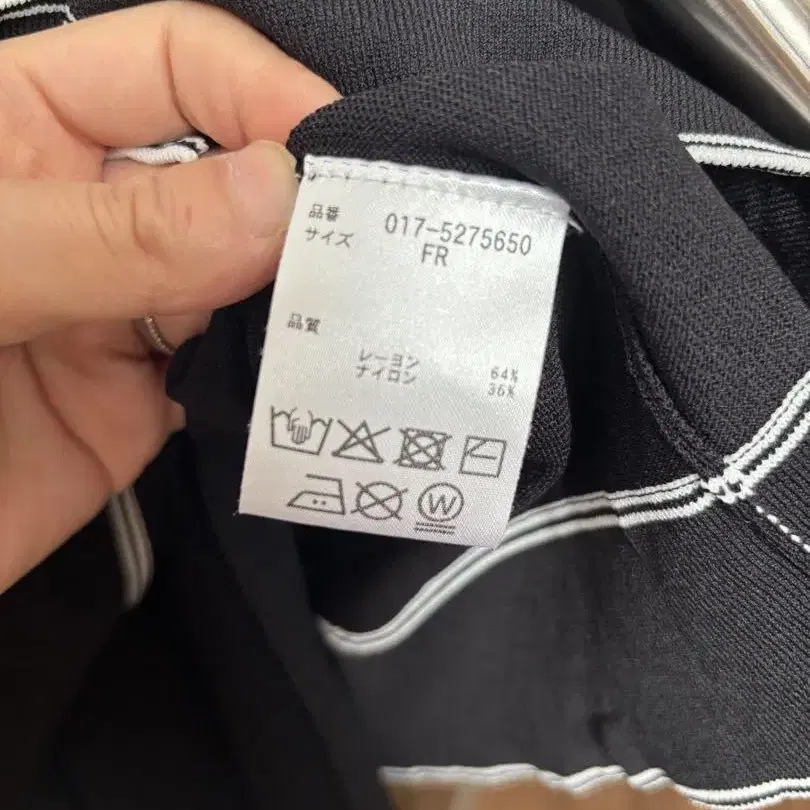 品番 017-5275650
サイズ FR
品質
レーヨン 64%
ナイロン 36%
W